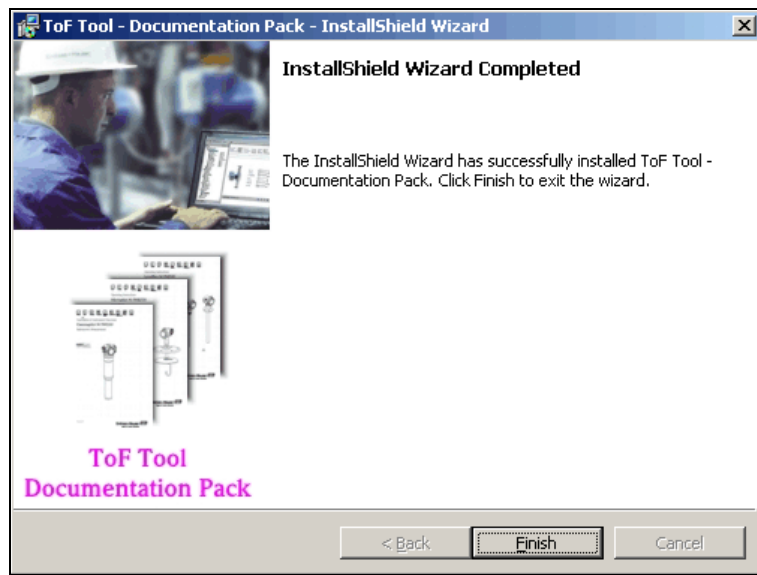 ToF Tool - Documentation Pack - InstallShield Wizard
InstallShield Wizard Completed
The InstallShield Wizard has successfully installed ToF Tool -
Documentation Pack. Click Finish to exit the wizard.
ToF Tool
Documentation Pack
< Back
Finish
Cancel